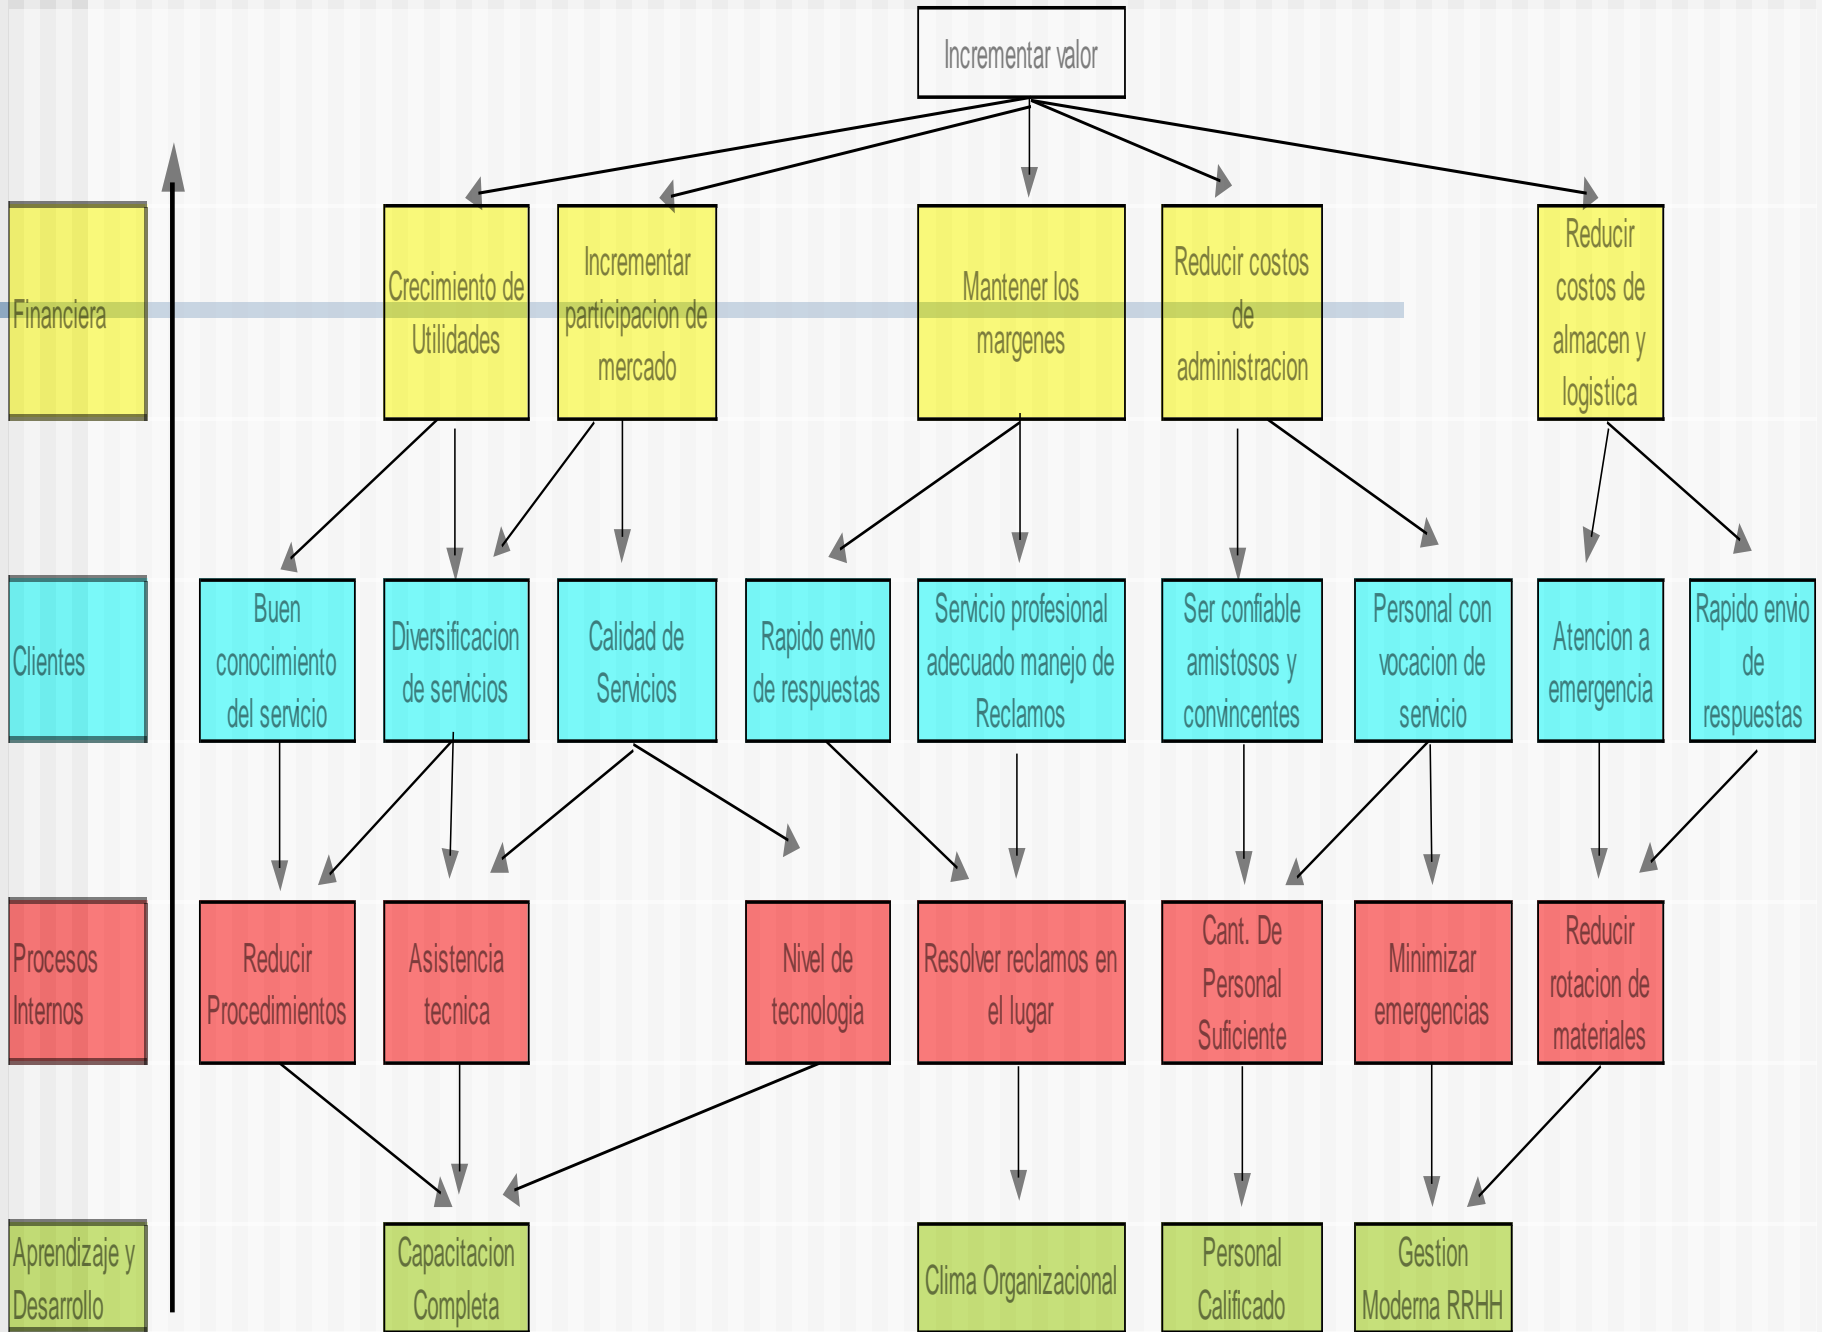 Incrementar valor
Financiera
Crecimiento de
Utilidades
Incrementar
participacion de
mercado
Mantener los
margenes
Reducir costos
de
administracion
Reducir
costos de
almacen y
logistica
Clientes
Buen
conocimiento
del servicio
Diversificacion
de servicios
Calidad de
Servicios
Rapido envio
de respuestas
Servicio profesional
adecuado manejo de
Reclamos
Ser confiable
amistosos y
convincentes
Personal con
vocacion de
servicio
Atencion a
emergencia
Rapido envio
de
respuestas
Procesos
Internos
Reducir
Procedimientos
Asistencia
tecnica
Nivel de
tecnologia
Resolver reclamos en
el lugar
Cant. De
Personal
Suficiente
Minimizar
emergencias
Reducir
rotacion de
materiales
Aprendizaje y
Desarrollo
Capacitacion
Completa
Clima Organizacional
Personal
Calificado
Gestion
Moderna RRHH